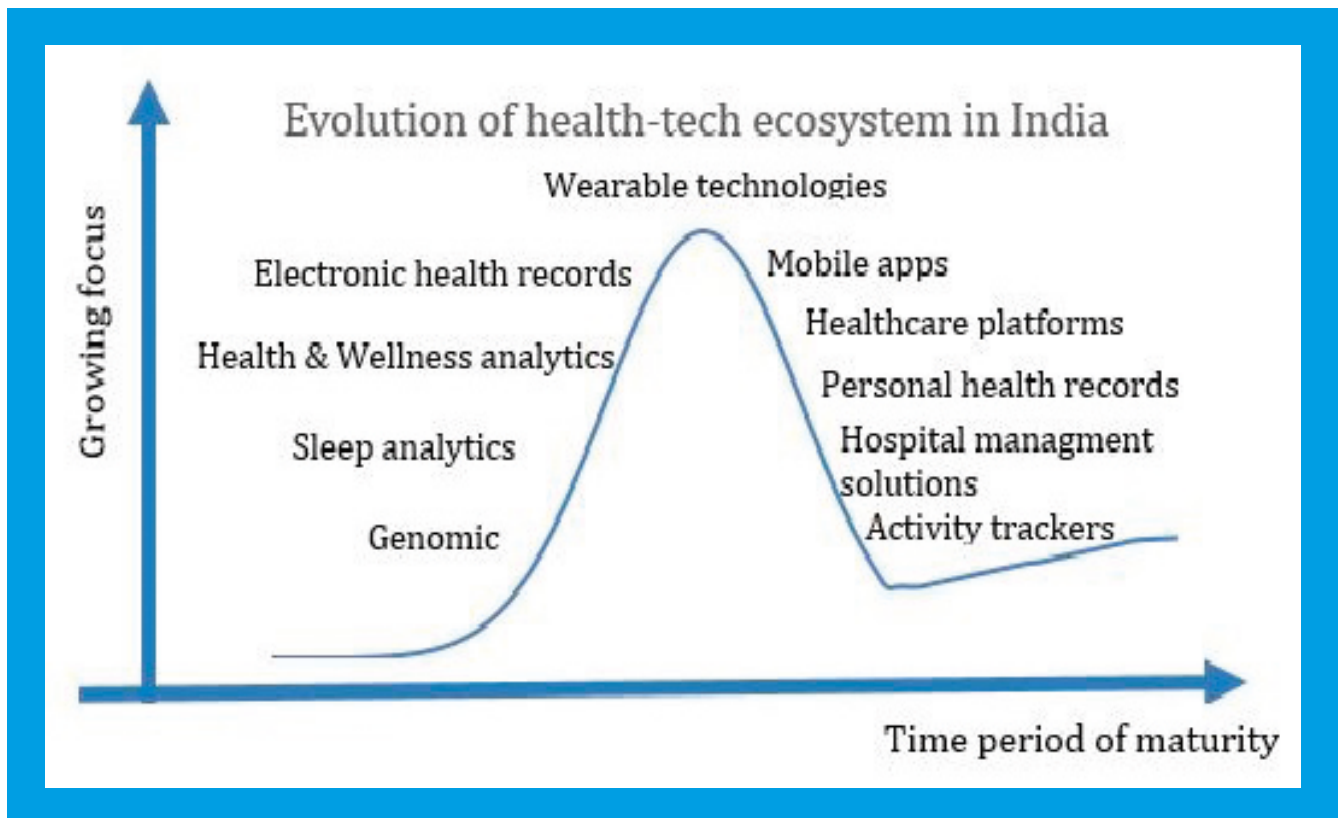 Evolution of health-tech ecosystem in India
Wearable technologies
Electronic health records
Mobile apps
Healthcare platforms
Health & Wellness analytics
Personal health records
Sleep analytics
Hospital managment
solutions
Genomic
Activity trackers
Growing focus
Time period of maturity